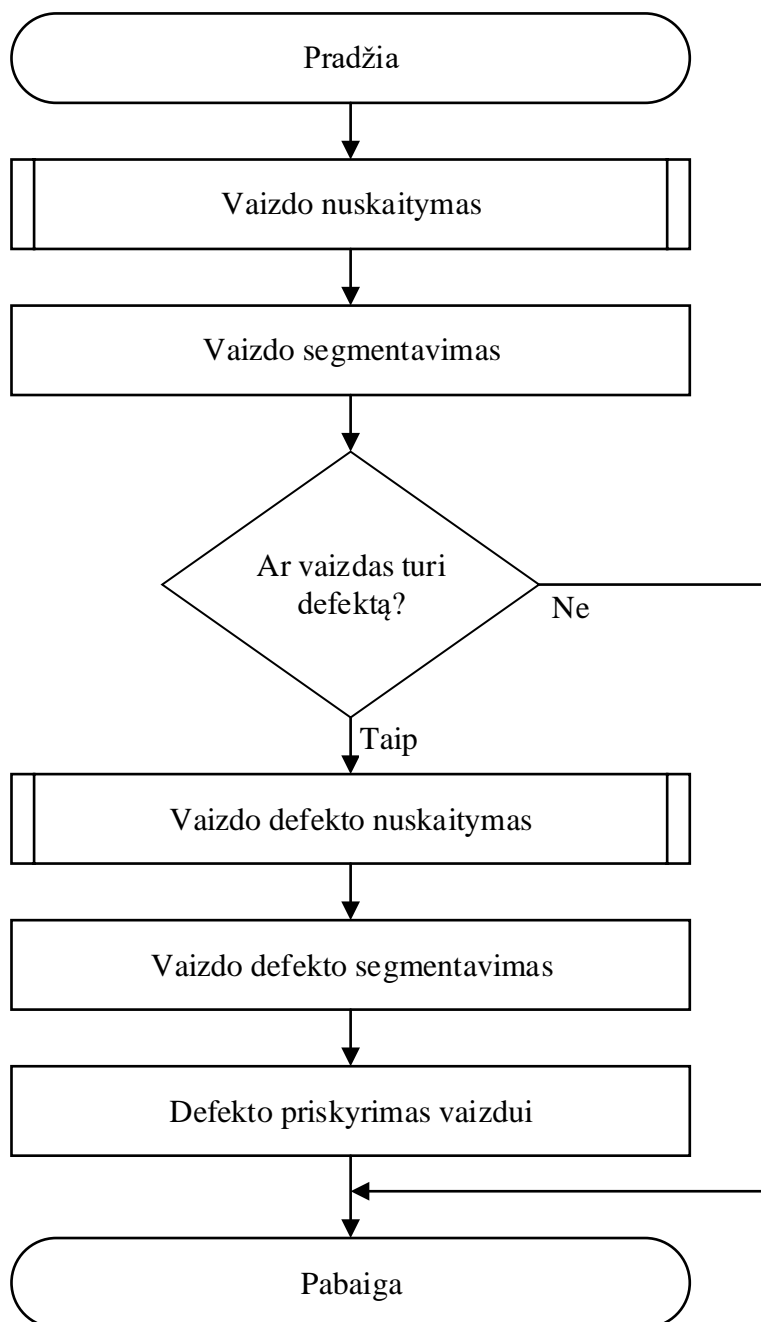 Pradžia
Vaizdo nuskaitymas
Vaizdo segmentavimas
Ar vaizdas turi
defektą?
Ne
Taip
Vaizdo defekto nuskaitymas
Vaizdo defekto segmentavimas
Defekto priskyrimas vaizdui
Pabaiga